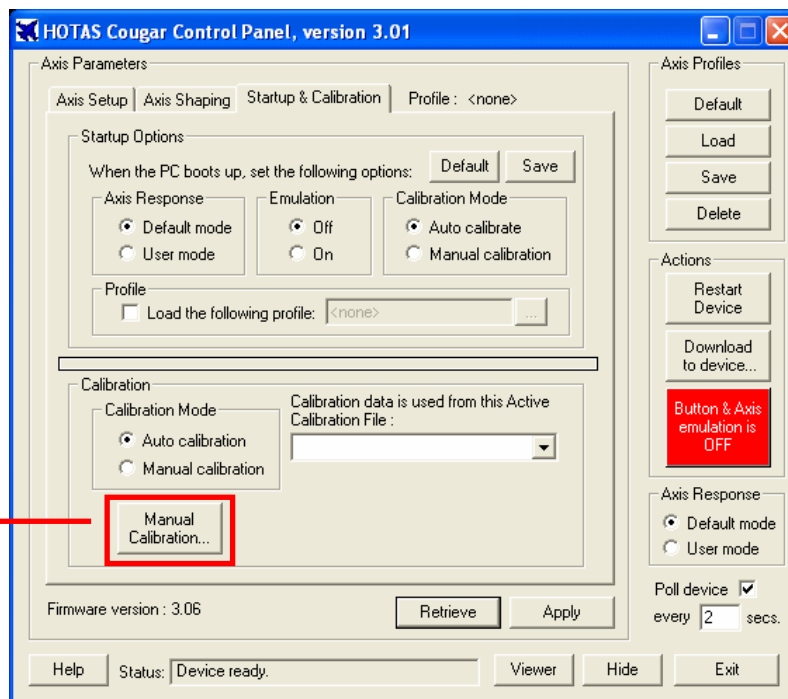 HOTAS Cougar Control Panel, version 3.01
Axis Parameters
Axis Setup
Axis Shaping
Startup & Calibration
Profile : <none>
Startup Options
When the PC boots up, set the following options:
Default
Save
Axis Response
Default mode
User mode
Emulation
Off
On
Calibration Mode
Auto calibrate
Manual calibration
Profile
Load the following profile:
<none>
...
Calibration
Calibration Mode
Auto calibration
Manual calibration
Calibration data is used from this Active
Calibration File :
Manual
Calibration...
Firmware version : 3.06
Retrieve
Apply
Axis Profiles
Default
Load
Save
Delete
Actions
Restart
Device
Download
to device...
Button & Axis
emulation is
OFF
Axis Response
Default mode
User mode
Poll device
every 2 secs.
Help
Status: Device ready.
Viewer
Hide
Exit